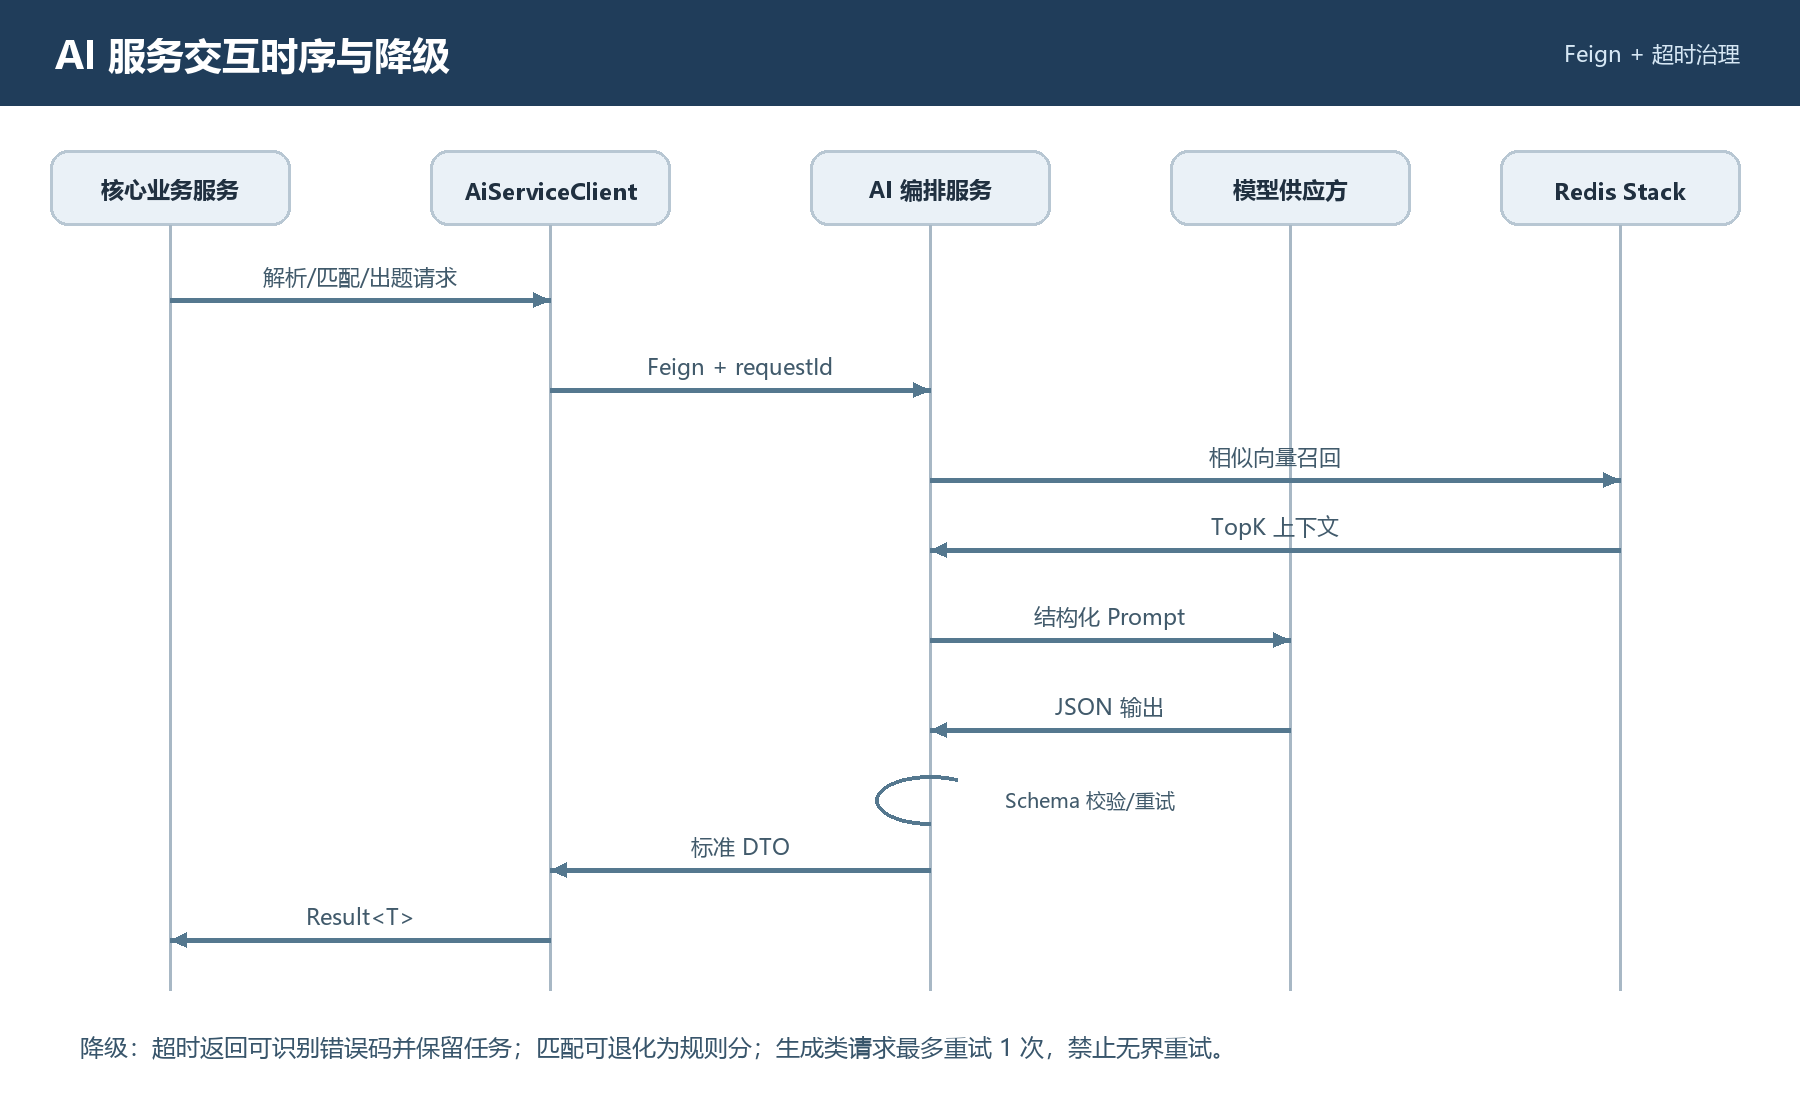 AI 服务交互时序与降级
Feign + 超时治理
核心业务服务
AiServiceClient
AI 编排服务
模型供应方
Redis Stack
解析/匹配/出题请求
Feign + requestId
相似向量召回
TopK 上下文
结构化 Prompt
JSON 输出
Schema 校验/重试
标准 DTO
Result<T>
降级：超时返回可识别错误码并保留任务；匹配可退化为规则分；生成类请求最多重试 1 次，禁止无界重试。